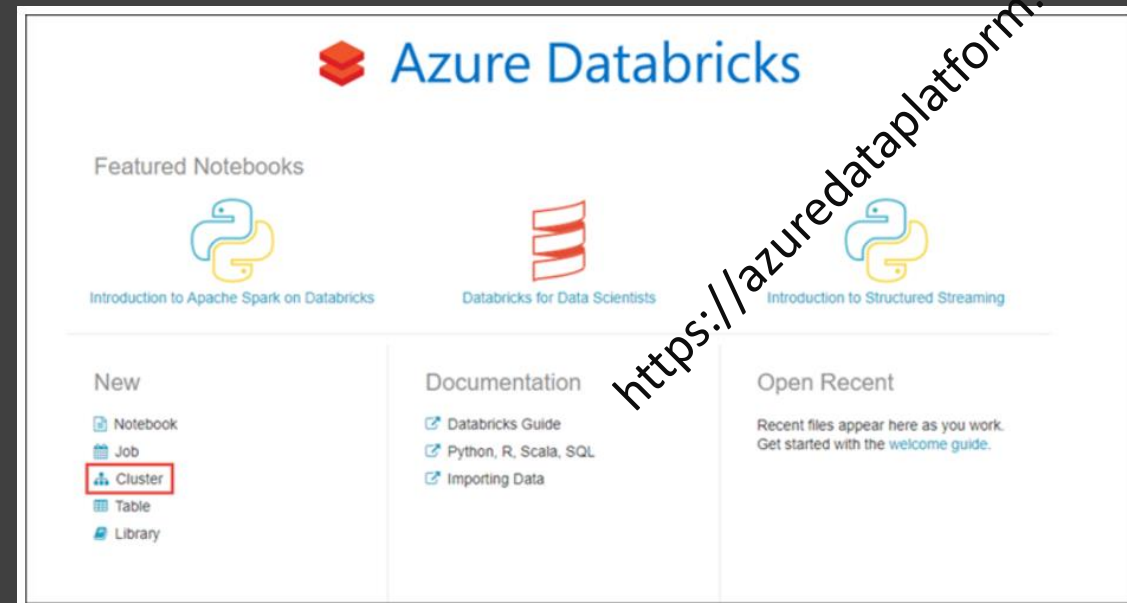 Azure Databricks
Featured Notebooks
Introduction to Apache Spark on Databricks
Databricks for Data Scientists
Introduction to Structured Streaming
New
Notebook
Job
Cluster
Table
Library
Documentation
Databricks Guide
Python, R, Scala, SQL
Importing Data
Open Recent
Recent files appear here as you work.
Get started with the welcome guide.
https://azuredataplatform.